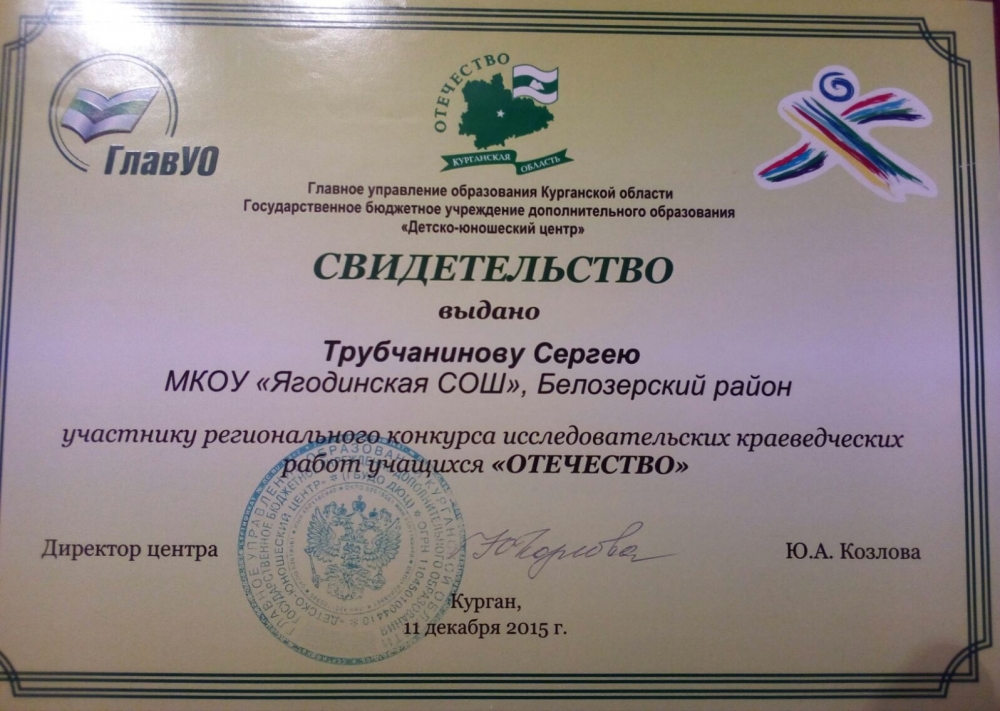 ГлавУО
ОТЕЧЕСТВО
КУРГАНСКАЯ ОБЛАСТЬ
Главное управление образования Курганской области
Государственное бюджетное учреждение дополнительного образования
«Детско-юношеский центр»
СВИДЕТЕЛЬСТВО
выдано
Трубчанинову Сергею
МКОУ «Ягодинская СОШ», Белозерский район
участнику регионального конкурса исследовательских краеведческих
работ учащихся «ОТЕЧЕСТВО»
Директор центра
Ю.А. Козлова
Курган,
11 декабря 2015 г.